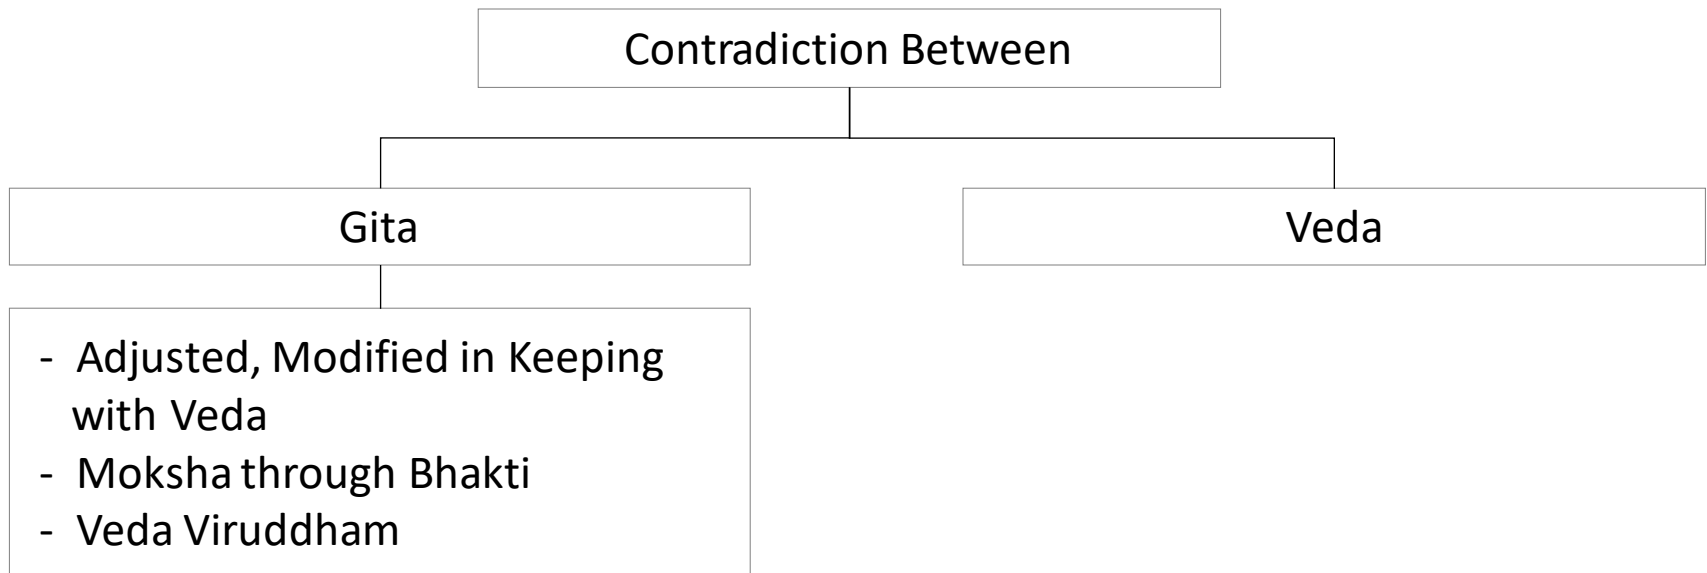 Contradiction Between
Gita
Veda
- Adjusted, Modified in Keeping
with Veda
- Moksha through Bhakti
- Veda Viruddham